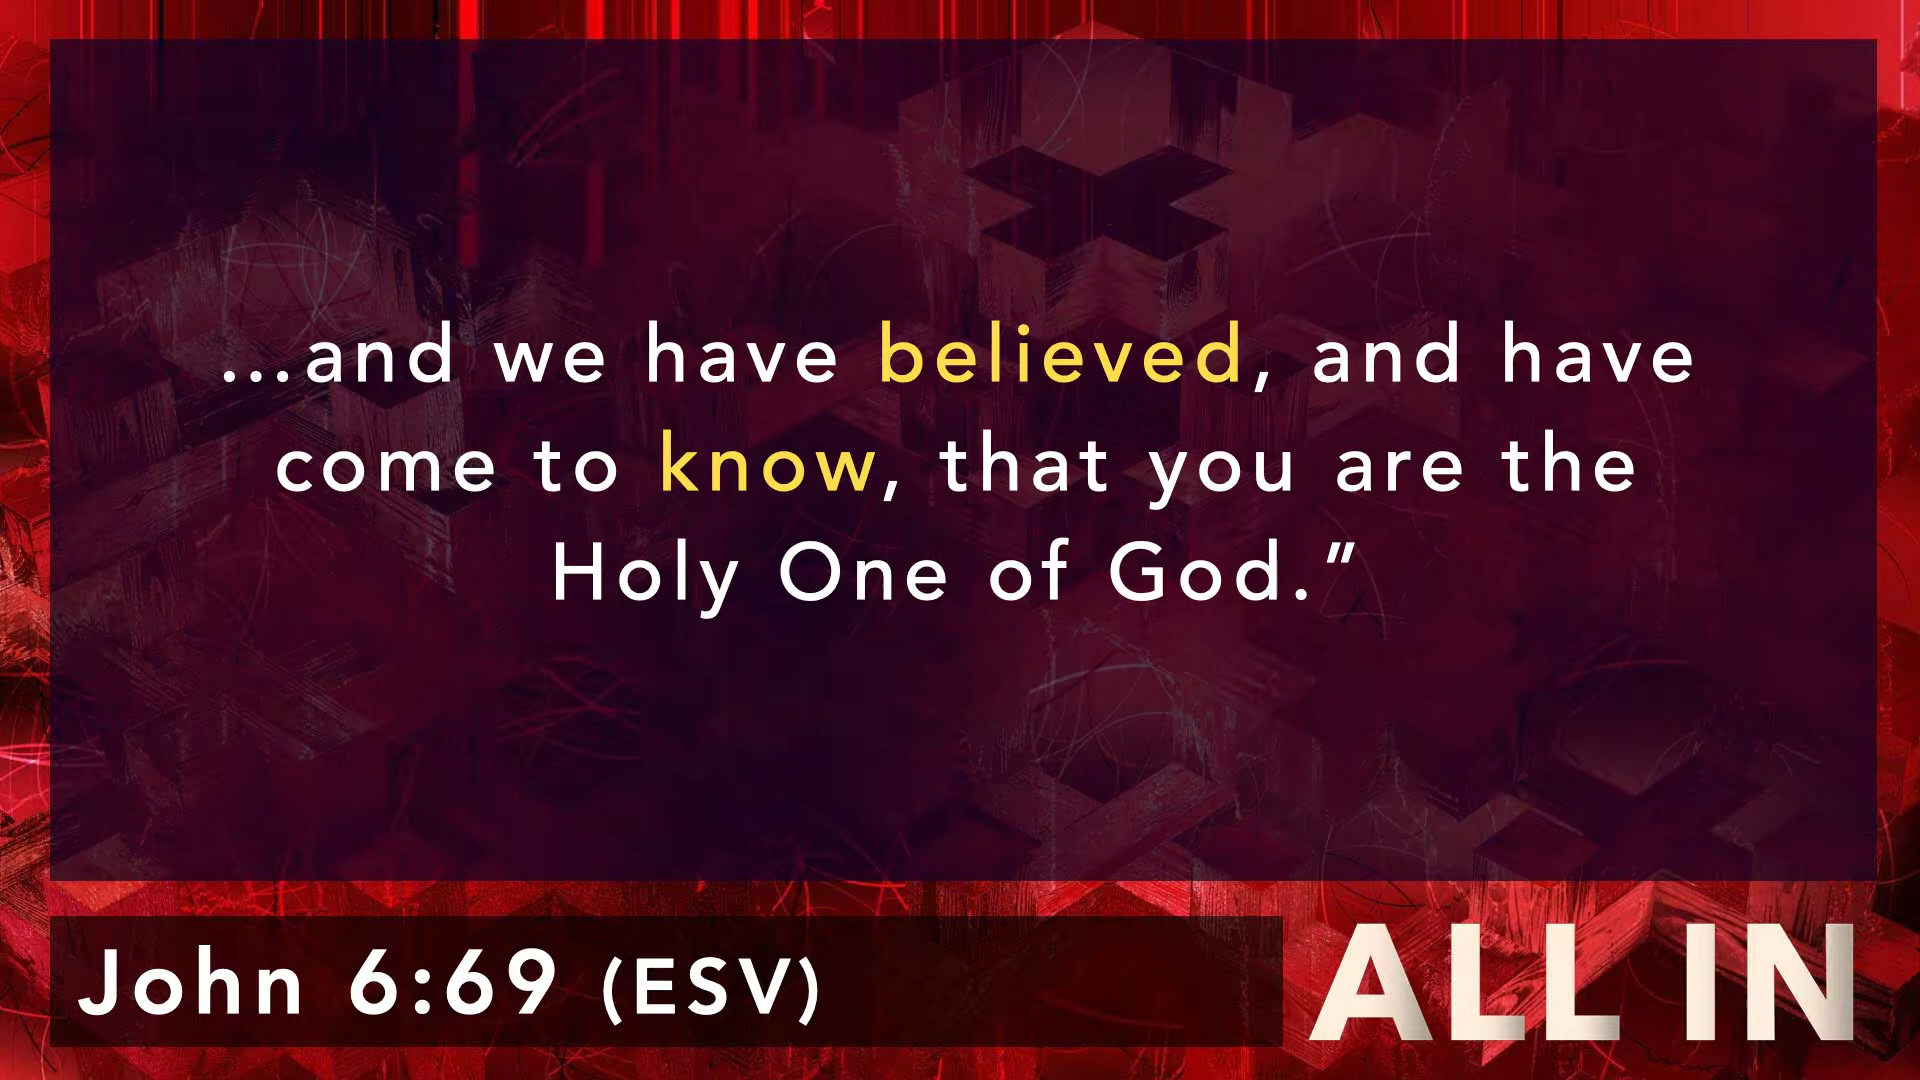 ...and we have believed, and have
come to know, that you are the
Holy One of God.”
John 6:69 (ESV)
ALL IN